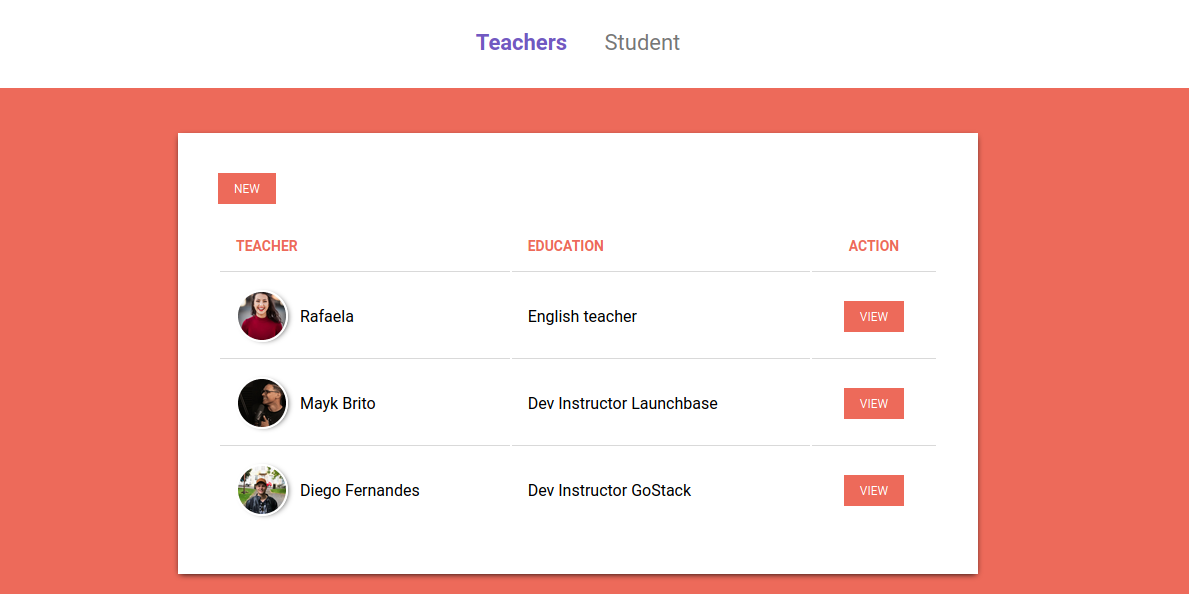 Teachers Student
NEW
TEACHER EDUCATION ACTION
Rafaela English teacher VIEW
Mayk Brito Dev Instructor Launchbase VIEW
Diego Fernandes Dev Instructor GoStack VIEW